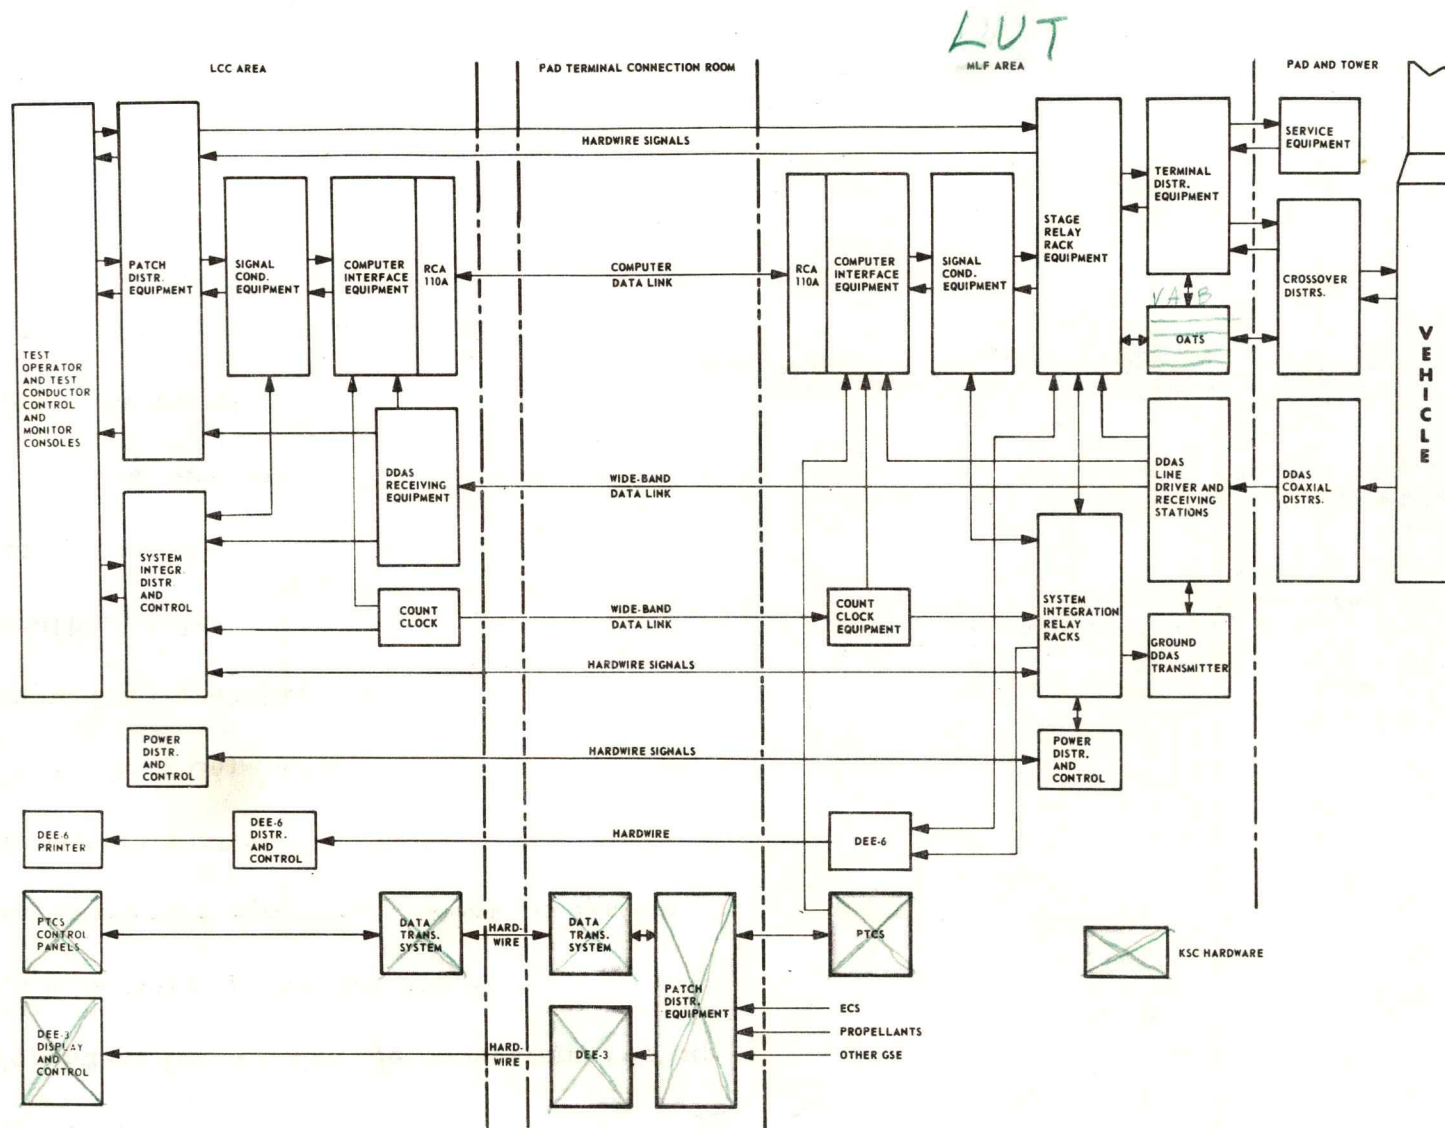 LUT
LCC AREA
PAD TERMINAL CONNECTION ROOM
MLF AREA
PAD AND TOWER
TEST
OPERATOR
AND TEST
CONDUCTOR
CONTROL
AND
MONITOR
CONSOLES
PATCH
DISTR.
EQUIPMENT
SIGNAL
COND.
EQUIPMENT
COMPUTER
INTERFACE
EQUIPMENT
RCA
110A
HARDWIRE SIGNALS
COMPUTER
DATA LINK
RCA
110A
COMPUTER
INTERFACE
EQUIPMENT
SIGNAL
COND.
EQUIPMENT
STAGE
RELAY
RACK
EQUIPMENT
TERMINAL
DISTR.
EQUIPMENT
SERVICE
EQUIPMENT
CROSSOVER
DISTRS.
VAB
OATS
VEHICLE
DDAS
RECEIVING
EQUIPMENT
WIDE-BAND
DATA LINK
DDAS
LINE
DRIVER AND
RECEIVING
STATIONS
DDAS
COAXIAL
DISTRS.
SYSTEM
INTEGR.
DISTR.
AND
CONTROL
COUNT
CLOCK
WIDE-BAND
DATA LINK
COUNT
CLOCK
EQUIPMENT
SYSTEM
INTEGRATION
RELAY
RACKS
GROUND
DDAS
TRANSMITTER
HARDWIRE SIGNALS
POWER
DISTR.
AND
CONTROL
HARDWIRE SIGNALS
POWER
DISTR.
AND
CONTROL
DEE-6
PRINTER
DEE-6
DISTR.
AND
CONTROL
HARDWIRE
DEE-6
PTCS
CONTROL
PANELS
DATA
TRANS.
SYSTEM
HARD-
WIRE
DATA
TRANS.
SYSTEM
PATCH
DISTR.
EQUIPMENT
PTCS
KSC HARDWARE
DEE-3
DISPLAY
AND
CONTROL
HARD-
WIRE
DEE-3
ECS
PROPELLANTS
OTHER GSE